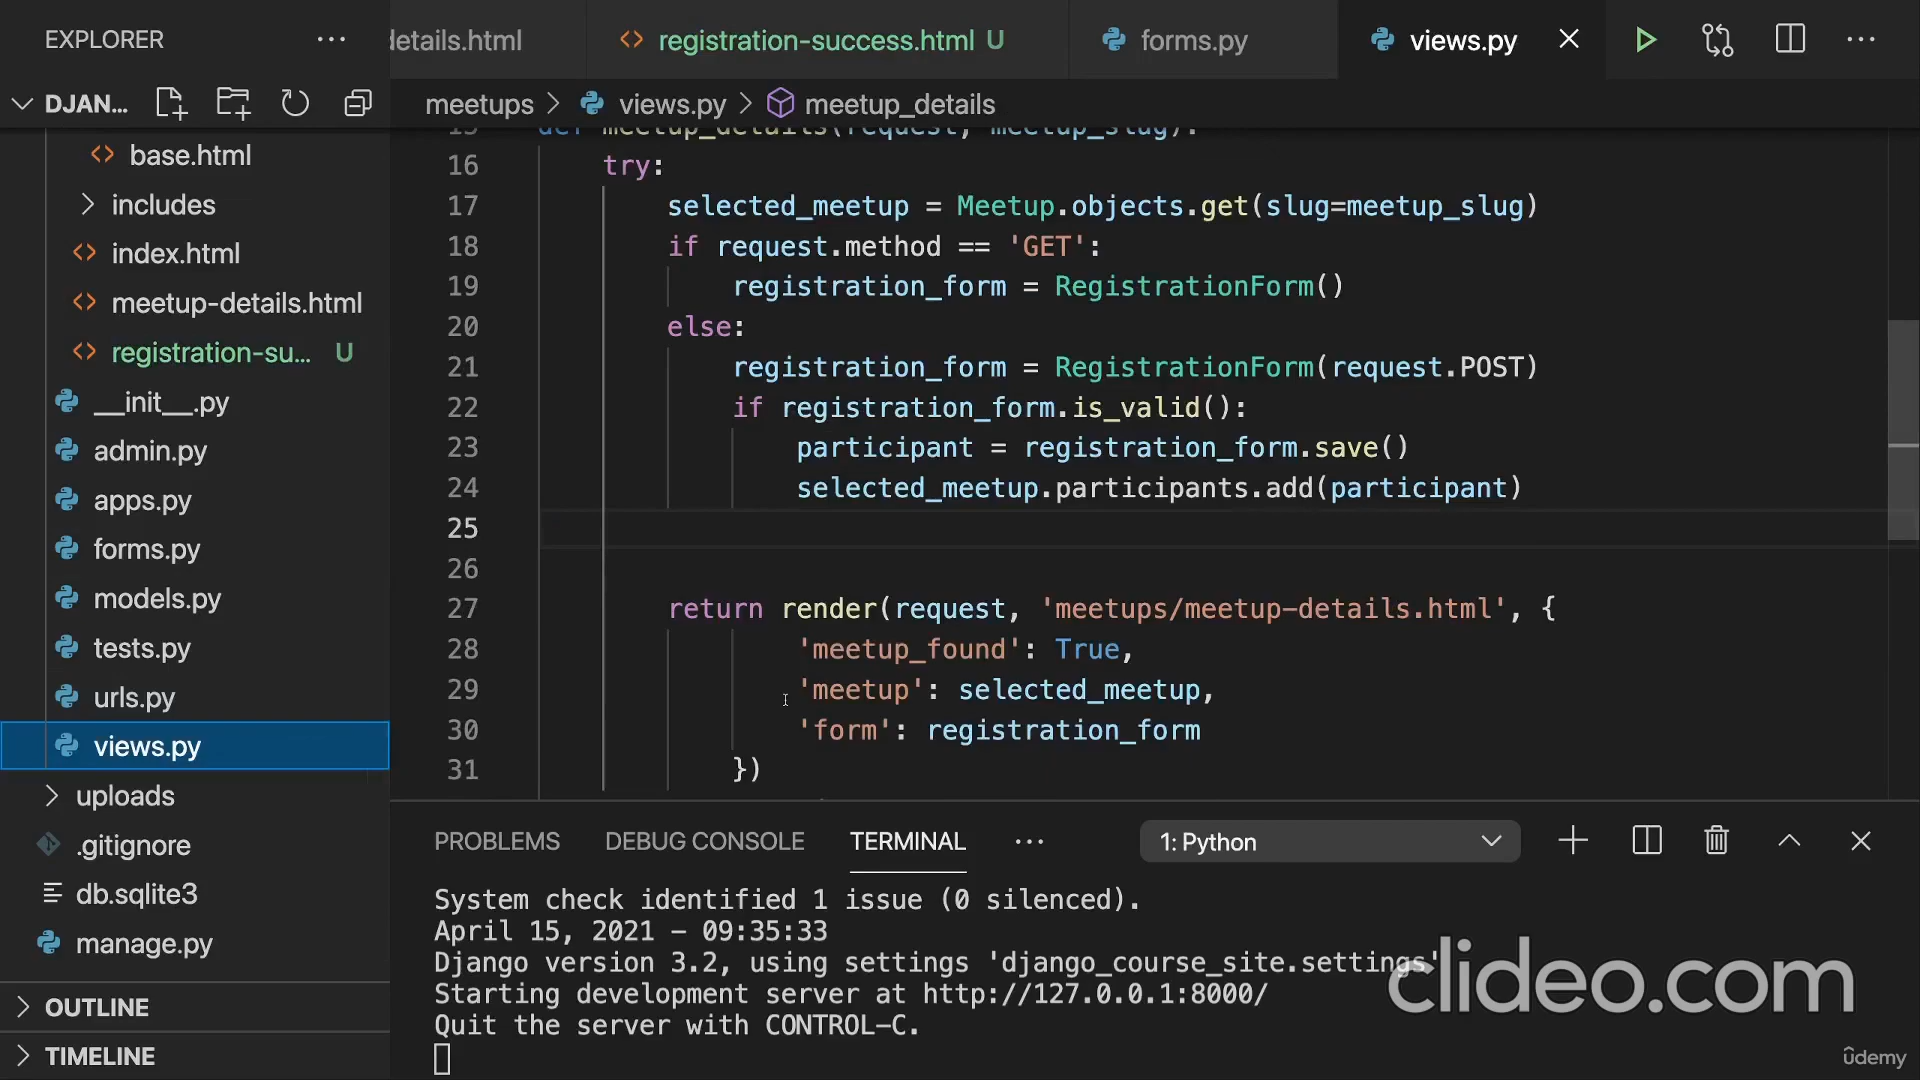 EXPLORER
details.html
registration-success.html U
forms.py
views.py
DJAN...
meetups > views.py > meetup_details
base.html
includes
index.html
meetup-details.html
registration-su... U
__init__.py
admin.py
apps.py
forms.py
models.py
tests.py
urls.py
views.py
uploads
.gitignore
db.sqlite3
manage.py
OUTLINE
TIMELINE
15 def meetup_details(request, meetup_slug):
16 try:
17 selected_meetup = Meetup.objects.get(slug=meetup_slug)
18 if request.method == 'GET':
19 registration_form = RegistrationForm()
20 else:
21 registration_form = RegistrationForm(request.POST)
22 if registration_form.is_valid():
23 participant = registration_form.save()
24 selected_meetup.participants.add(participant)
25
26
27 return render(request, 'meetups/meetup-details.html', {
28 'meetup_found': True,
29 'meetup': selected_meetup,
30 'form': registration_form
31 })
PROBLEMS DEBUG CONSOLE TERMINAL ... 1: Python
System check identified 1 issue (0 silenced).
April 15, 2021 - 09:35:33
Django version 3.2, using settings 'django_course_site.settings'
Starting development server at http://127.0.0.1:8000/
Quit the server with CONTROL-C.
clideo.com
ûdemy